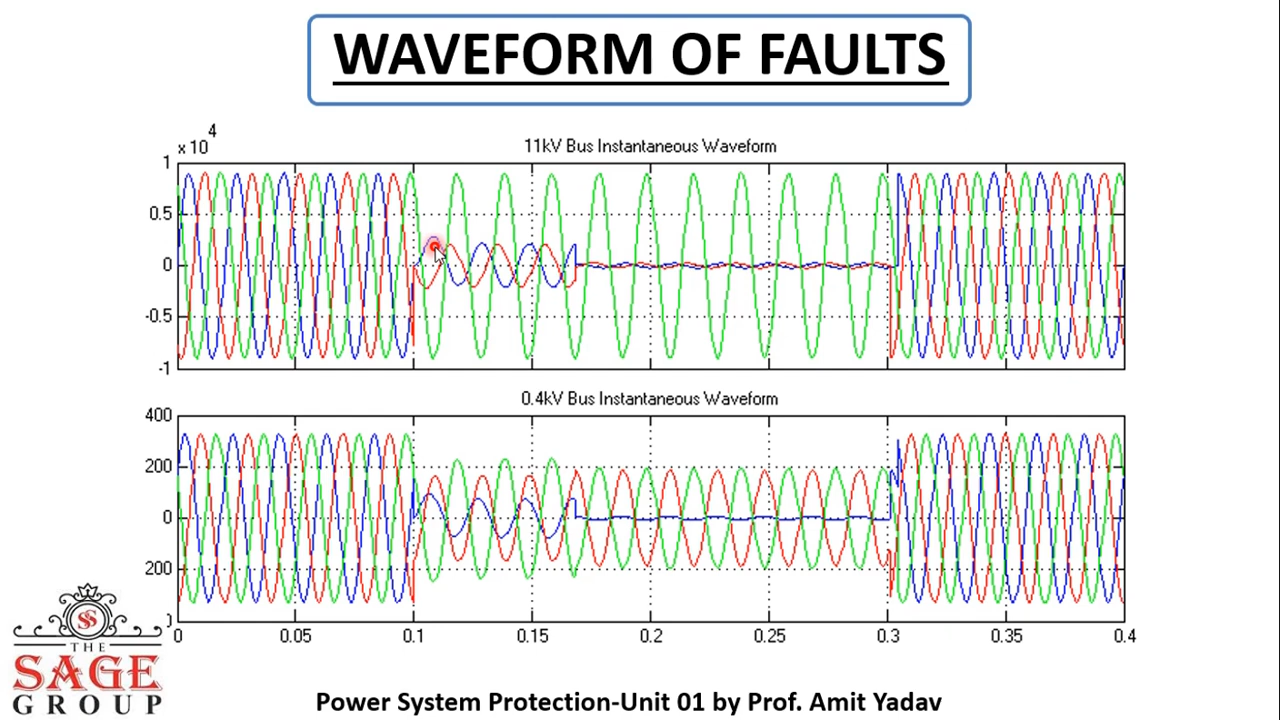 WAVEFORM OF FAULTS
x 10^4
11kV Bus Instantaneous Waveform
1
0.5
0
-0.5
-1
0.4kV Bus Instantaneous Waveform
400
200
0
200
0 0.05 0.1 0.15 0.2 0.25 0.3 0.35 0.4
SS
THE
SAGE
GROUP
Power System Protection-Unit 01 by Prof. Amit Yadav